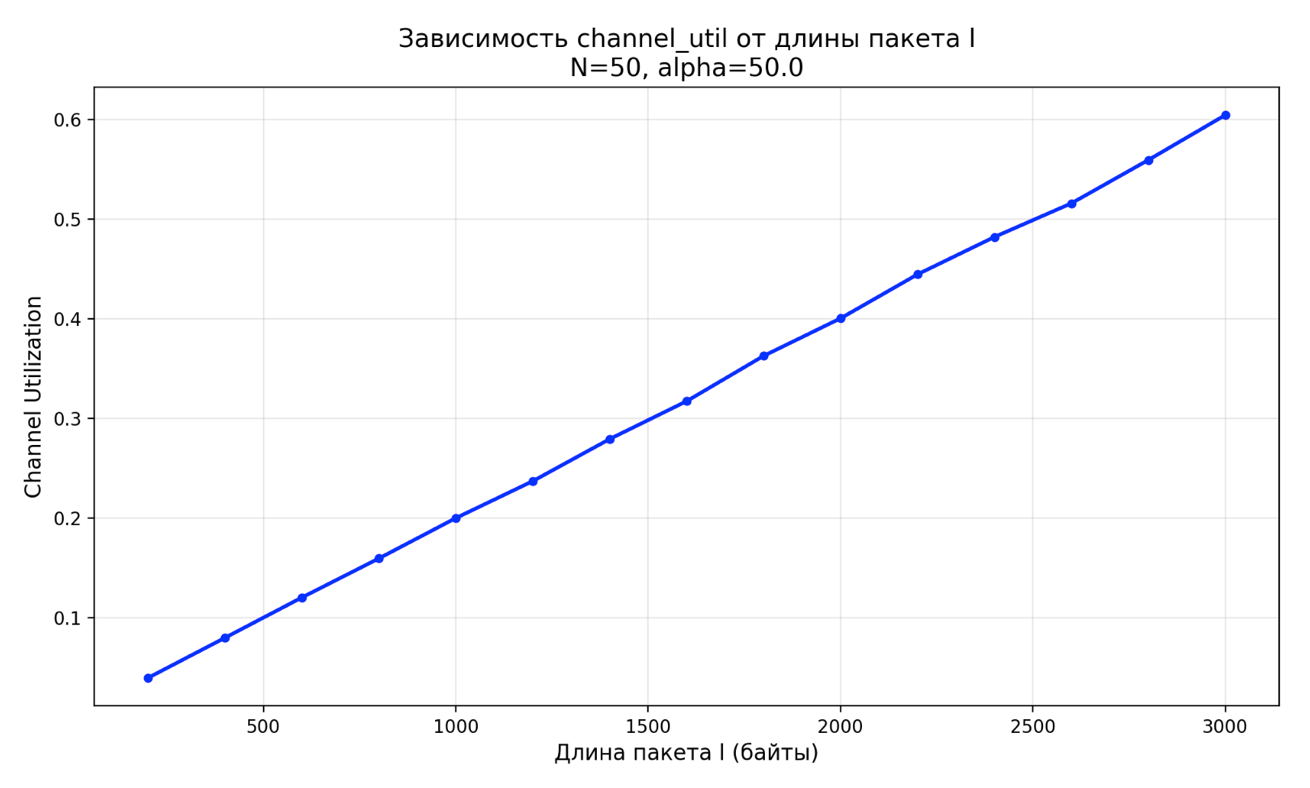 Зависимость channel_util от длины пакета l
N=50, alpha=50.0
Channel Utilization
0.6
0.5
0.4
0.3
0.2
0.1
500 1000 1500 2000 2500 3000
Длина пакета l (байты)